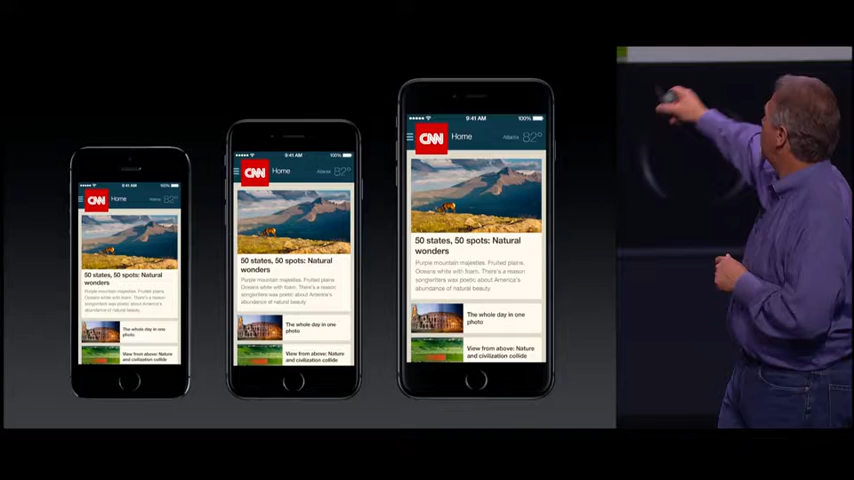 9:41 AM 100%
CNN Home Atlanta 82°
50 states, 50 spots: Natural
wonders
Purple mountain majesties. Fruited plains.
Oceans white with foam. There's a reason
songwriters wax poetic about America's
abundance of natural beauty.
The whole day in one
photo
View from above: Nature
and civilization collide
9:41 AM 100%
CNN Home Atlanta 82°
50 states, 50 spots: Natural
wonders
Purple mountain majesties. Fruited plains.
Oceans white with foam. There's a reason
songwriters wax poetic about America's
abundance of natural beauty.
The whole day in one
photo
View from above: Nature
and civilization collide
9:41 AM 100%
CNN Home Atlanta 82°
50 states, 50 spots: Natural
wonders
Purple mountain majesties. Fruited plains.
Oceans white with foam. There's a reason
songwriters wax poetic about America's
abundance of natural beauty.
The whole day in one
photo
View from above: Nature
and civilization collide